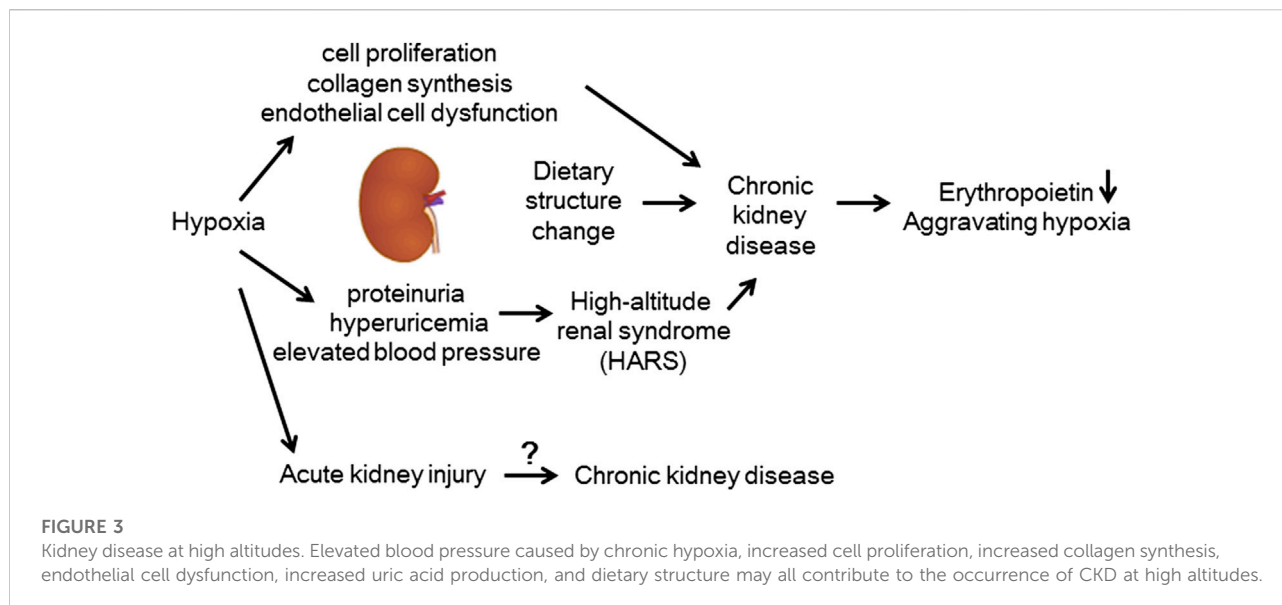 cell proliferation
collagen synthesis
endothelial cell dysfunction
Hypoxia
Dietary
structure
change
Chronic
kidney
disease
Erythropoietin
Aggravating hypoxia
proteinuria
hyperuricemia
elevated blood pressure
High-altitude
renal syndrome
(HARS)
Acute kidney injury
?
Chronic kidney disease
FIGURE 3
Kidney disease at high altitudes. Elevated blood pressure caused by chronic hypoxia, increased cell proliferation, increased collagen synthesis,
endothelial cell dysfunction, increased uric acid production, and dietary structure may all contribute to the occurrence of CKD at high altitudes.